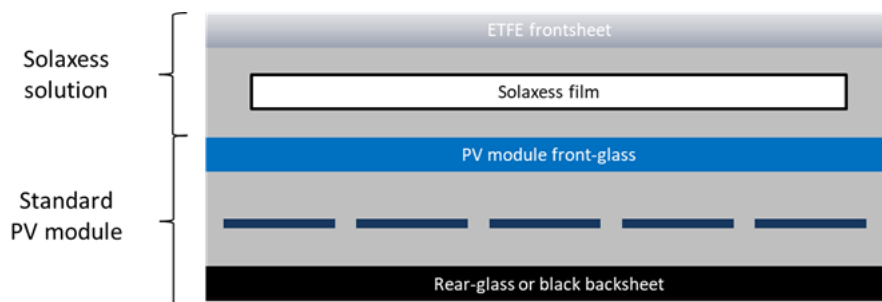 ETFE frontsheet
Solaxess
solution
Solaxess film
PV module front-glass
Standard
PV module
Rear-glass or black backsheet